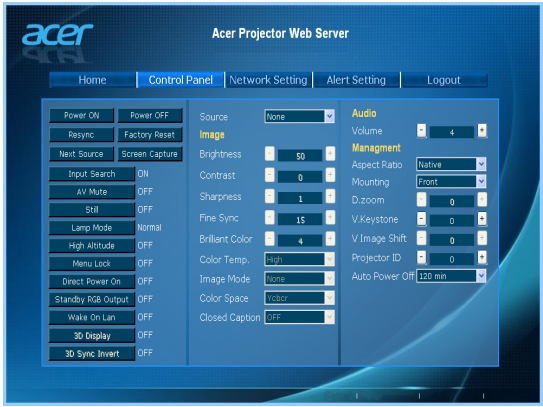 acer
Acer Projector Web Server
Home Control Panel Network Setting Alert Setting Logout
Power ON Power OFF
Resync Factory Reset
Next Source Screen Capture
Input Search ON
AV Mute OFF
Still OFF
Lamp Mode Normal
High Altitude OFF
Menu Lock OFF
Direct Power On OFF
Standby RGB Output OFF
Wake On Lan OFF
3D Display OFF
3D Sync Invert OFF
Source None
Image
Brightness - 50 +
Contrast - 0 +
Sharpness - 1 +
Fine Sync - 15 +
Brilliant Color - 4 +
Color Temp. High
Image Mode None
Color Space Ycbcr
Closed Caption OFF
Audio
Volume - 4 +
Managment
Aspect Ratio Native
Mounting Front
D.zoom - 0 +
V.Keystone - 0 +
V Image Shift - 0 +
Projector ID - 0 +
Auto Power Off 120 min